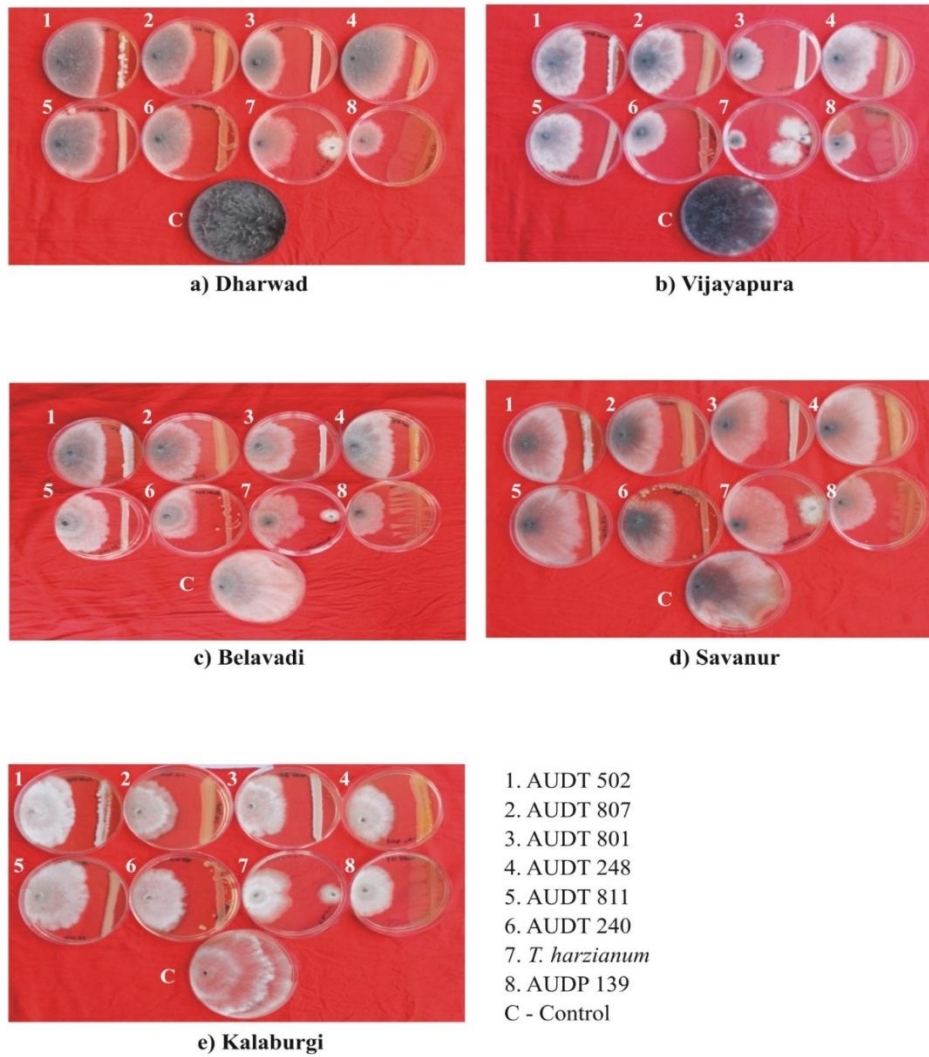 1 2 3 4
5 6 7 8
C
a) Dharwad
1 2 3 4
5 6 7 8
C
b) Vijayapura
1 2 3 4
5 6 7 8
C
c) Belavadi
1 2 3 4
5 6 7 8
C
d) Savanur
1 2 3 4
5 6 7 8
C
e) Kalaburgi
1. AUDT 502
2. AUDT 807
3. AUDT 801
4. AUDT 248
5. AUDT 811
6. AUDT 240
7. T. harzianum
8. AUDP 139
C - Control